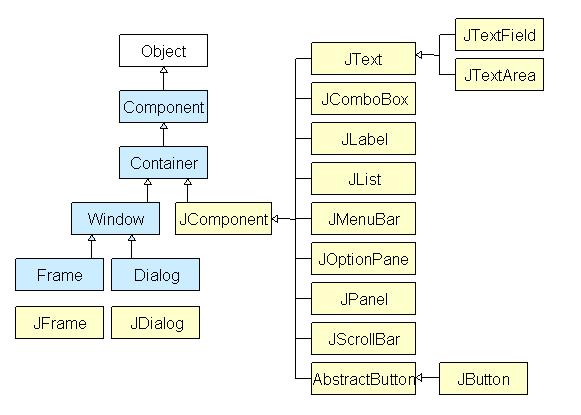 Object
Component
Container
Window
JComponent
Frame
Dialog
JFrame
JDialog
JText
JComboBox
JLabel
JList
JMenuBar
JOptionPane
JPanel
JScrollBar
AbstractButton
JTextField
JTextArea
JButton